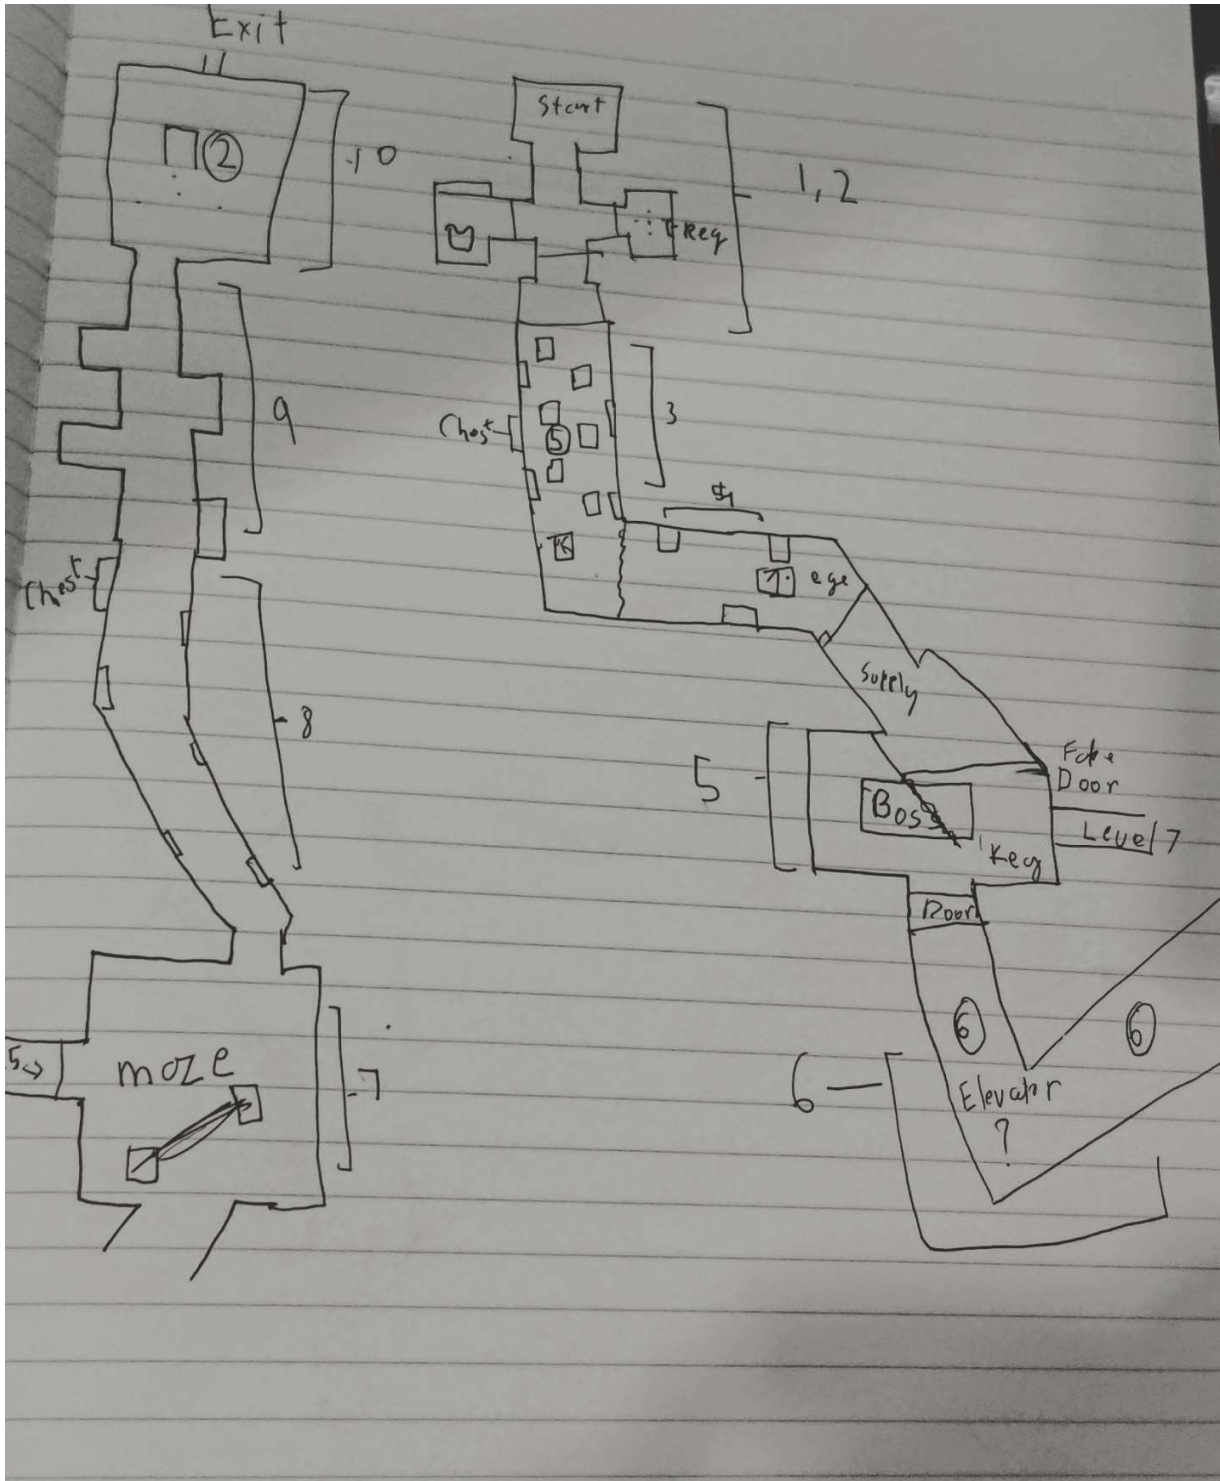 Exit
2
10
Start
1, 2
Key
9
3
Chest
5
K
4
Chest
Supply
8
5
Fake
Door
Boss
Level 7
Key
Door
6
6
5→
maze
7
6
Elevator
?